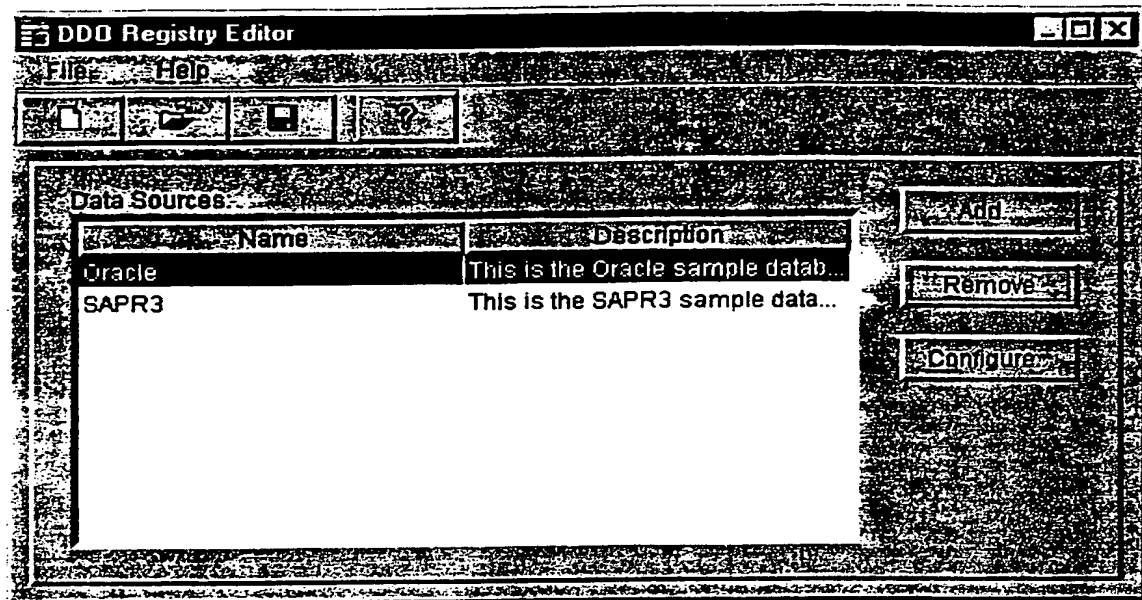 DDO Registry Editor
File Help
Data Sources:
Name Description
Oracle This is the Oracle sample datab...
SAPR3 This is the SAPR3 sample data...
Add...
Remove
Configure...